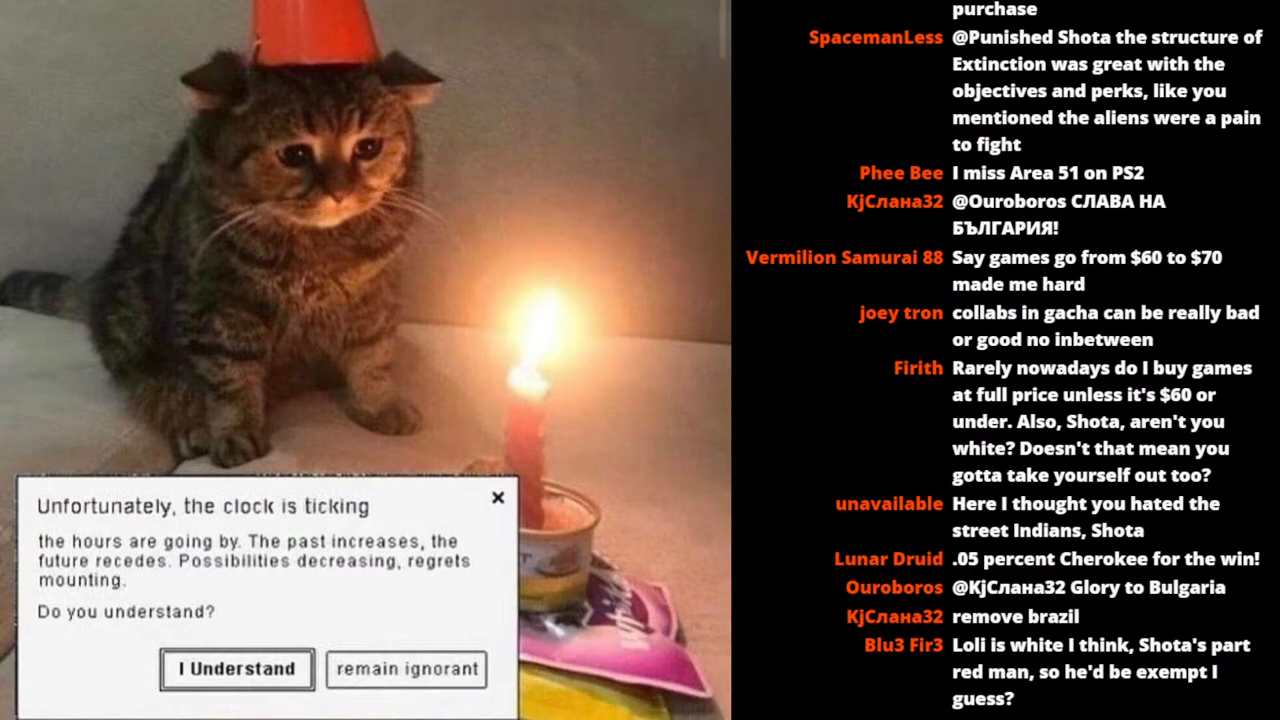 Unfortunately, the clock is ticking
the hours are going by. The past increases, the
future recedes. Possibilities decreasing, regrets
mounting.
Do you understand?
I Understand
remain ignorant
purchase
SpacemanLess @Punished Shota the structure of
Extinction was great with the
objectives and perks, like you
mentioned the aliens were a pain
to fight
Phee Bee I miss Area 51 on PS2
КјСлана32 @Ouroboros СЛАВА НА
БЪЛГАРИЯ!
Vermilion Samurai 88 Say games go from $60 to $70
made me hard
joey tron collabs in gacha can be really bad
or good no inbetween
Firith Rarely nowadays do I buy games
at full price unless it's $60 or
under. Also, Shota, aren't you
white? Doesn't that mean you
gotta take yourself out too?
unavailable Here I thought you hated the
street Indians, Shota
Lunar Druid .05 percent Cherokee for the win!
Ouroboros @КјСлана32 Glory to Bulgaria
КјСлана32 remove brazil
Blu3 Fir3 Loli is white I think, Shota's part
red man, so he'd be exempt I
guess?